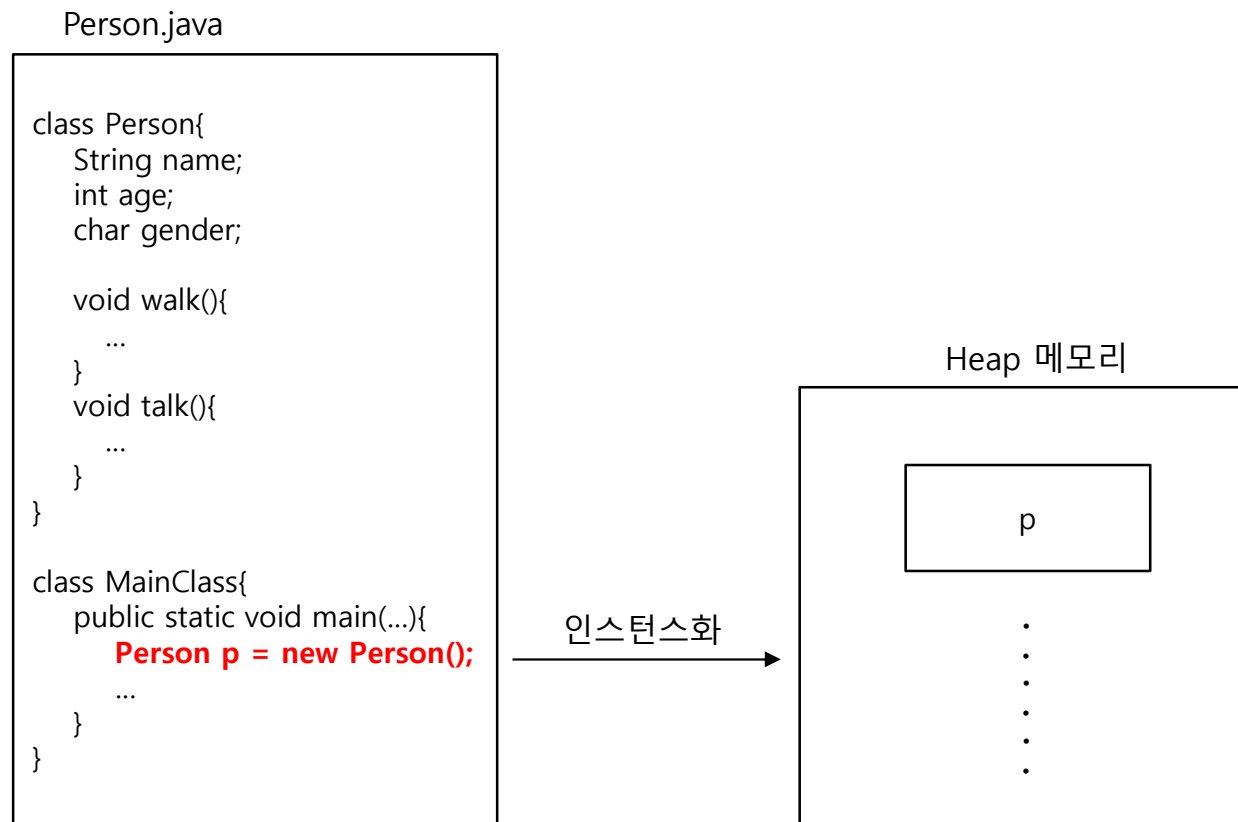 Person.java
class Person{
String name;
int age;
char gender;
void walk(){
...
}
void talk(){
...
}
}
class MainClass{
public static void main(...){
Person p = new Person();
...
}
}
인스턴스화
Heap 메모리
p